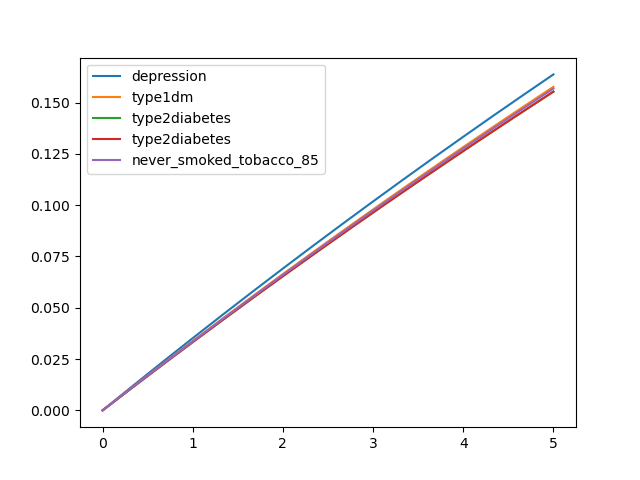 depression
type1dm
type2diabetes
type2diabetes
never_smoked_tobacco_85
0.150
0.125
0.100
0.075
0.050
0.025
0.000
0 1 2 3 4 5